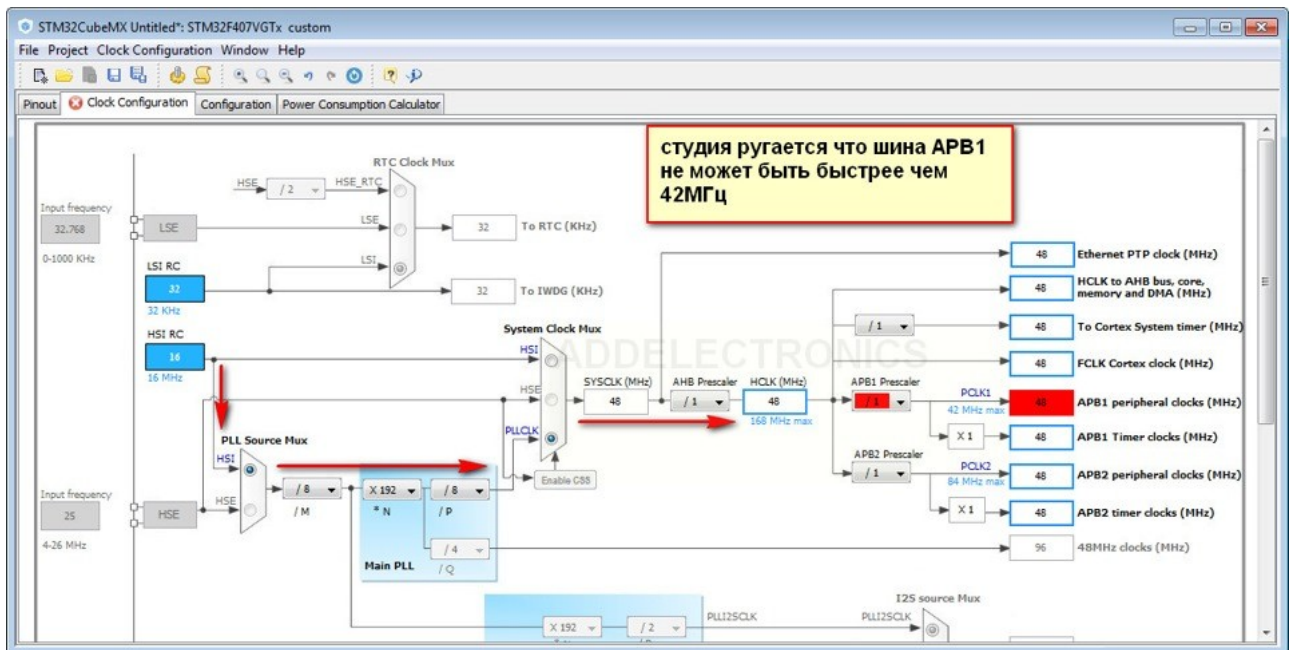 STM32CubeMX Untitled*: STM32F407VGTx custom
File Project Clock Configuration Window Help
Pinout Clock Configuration Configuration Power Consumption Calculator
студия ругается что шина APB1
не может быть быстрее чем
42МГц
RTC Clock Mux
HSE / 2 HSE_RTC
Input frequency
32.768
LSE
LSE
32 To RTC (KHz)
0-1000 KHz
LSI RC
LSI
32
32 To IWDG (KHz)
32 KHz
HSI RC
16
16 MHz
System Clock Mux
HSI
HSE
PLLCLK
ADDELECTRONICS
SYSCLK (MHz) AHB Prescaler HCLK (MHz) APB1 Prescaler
48 / 1 48 / 1
168 MHz max
PCLK1
42 MHz max
48 Ethernet PTP clock (MHz)
48 HCLK to AHB bus, core,
memory and DMA (MHz)
/ 1 48 To Cortex System timer (MHz)
48 FCLK Cortex clock (MHz)
48 APB1 peripheral clocks (MHz)
X 1 48 APB1 Timer clocks (MHz)
APB2 Prescaler
/ 1
PCLK2
84 MHz max
48 APB2 peripheral clocks (MHz)
X 1 48 APB2 timer clocks (MHz)
96 48MHz clocks (MHz)
Enable CSS
PLL Source Mux
HSI
HSE
Input frequency
25
HSE
4-26 MHz
/ 8
/ M
X 192
* N
/ 8
/ P
/ 4
/ Q
Main PLL
X 192 / 2
PLLI2SCLK
PLLI2SCLK
I2S source Mux